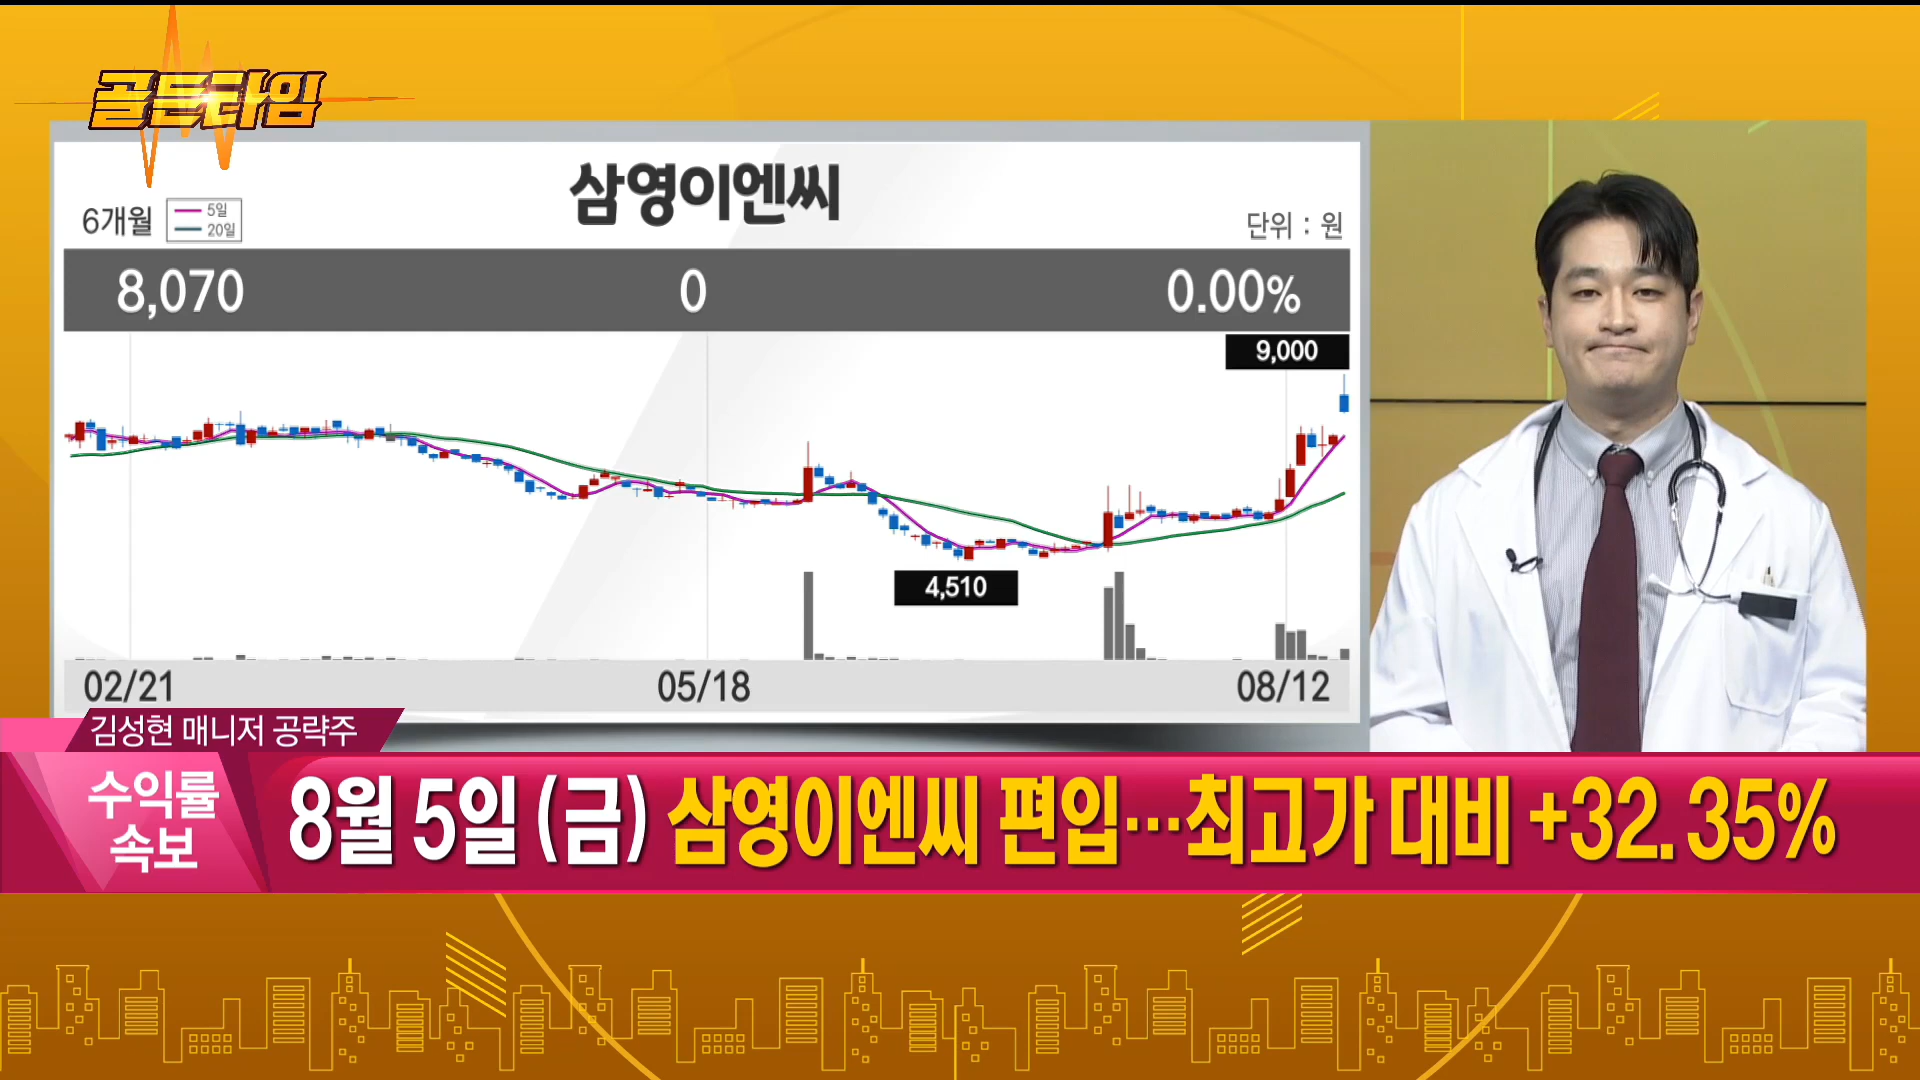 골든타임
삼영이엔씨
6개월
5일
20일
단위 : 원
8,070 0 0.00%
9,000
4,510
02/21 05/18 08/12
김성현 매니저 공략주
수익률
속보
8월 5일 (금) 삼영이엔씨 편입…최고가 대비 +32.35%